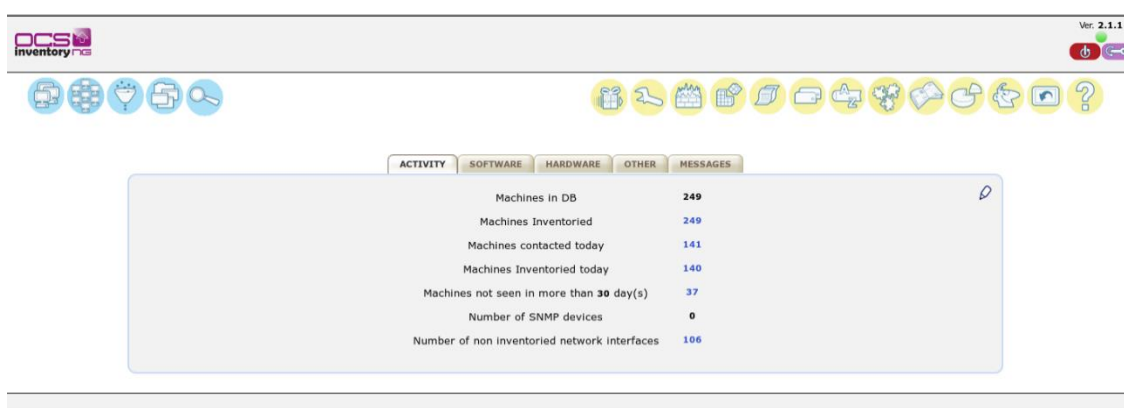 Ver. 2.1.1
OCS
inventory NG
ACTIVITY SOFTWARE HARDWARE OTHER MESSAGES
Machines in DB 249
Machines Inventoried 249
Machines contacted today 141
Machines Inventoried today 140
Machines not seen in more than 30 day(s) 37
Number of SNMP devices 0
Number of non inventoried network interfaces 106